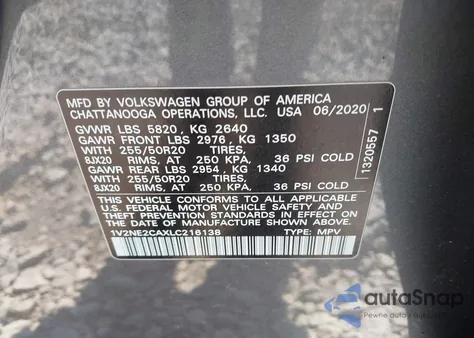 MFD. BY VOLKSWAGEN GROUP OF AMERICA
CHATTANOOGA OPERATIONS, LLC. USA 06/2020
GVWR LBS 5820, KG 2640
GAWR FRONT LBS 2976, KG 1350
WITH 255/50R20 TIRES,
8JX20 RIMS, AT 250 KPA, 36 PSI COLD
GAWR REAR LBS 2954, KG 1340
WITH 255/50R20 TIRES,
8JX20 RIMS, AT 250 KPA, 36 PSI COLD
THIS VEHICLE CONFORMS TO ALL APPLICABLE
U.S. FEDERAL MOTOR VEHICLE SAFETY STANDARDS
IN EFFECT ON THE DATE OF MANUFACTURE SHOWN
ABOVE.
1V2NE2CAXLC216138 TYPE: MPV
1320557 1
autaSnap
Pewne auta z USA